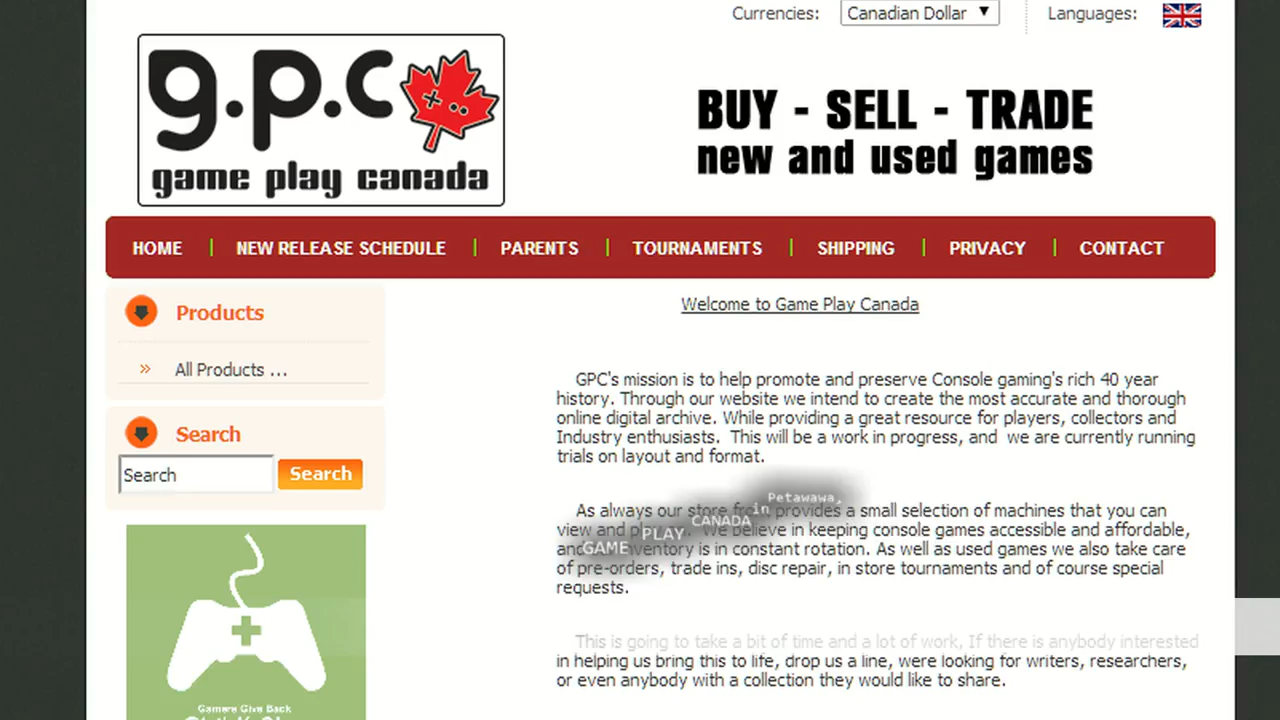 Currencies: Canadian Dollar Languages:
g.p.c
game play canada
BUY - SELL - TRADE
new and used games
HOME NEW RELEASE SCHEDULE PARENTS TOURNAMENTS SHIPPING PRIVACY CONTACT
Products
All Products ...
Search
Search Search
Gamers Give Back
Welcome to Game Play Canada
GPC's mission is to help promote and preserve Console gaming's rich 40 year
history. Through our website we intend to create the most accurate and thorough
online digital archive. While providing a great resource for players, collectors and
Industry enthusiasts. This will be a work in progress, and we are currently running
trials on layout and format.
As always our store front provides a small selection of machines that you can
view and We believe in keeping console games accessible and affordable,
and inventory is in constant rotation. As well as used games we also take care
of pre-orders, trade ins, disc repair, in store tournaments and of course special
requests.
GAME PLAY CANADA in Petawawa,
This is going to take a bit of time and a lot of work, If there is anybody interested
in helping us bring this to life, drop us a line, were looking for writers, researchers,
or even anybody with a collection they would like to share.